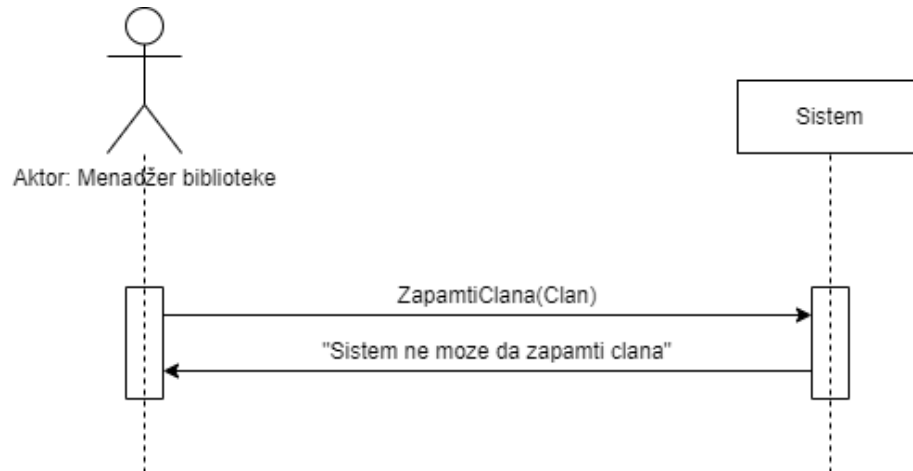 Sistem
Aktor: Menadžer biblioteke
ZapamtiClana(Clan)
"Sistem ne moze da zapamti clana"